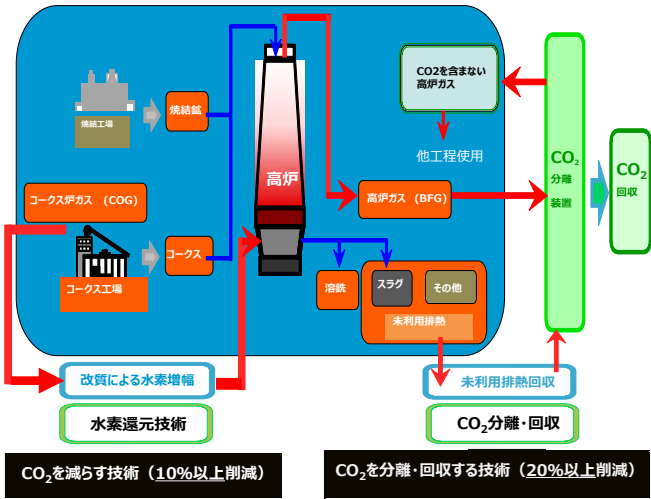 焼結工場
焼結鉱
高炉
CO2を含まない
高炉ガス
他工程使用
CO₂
分離
装置
CO₂
回収
コークス炉ガス (COG)
高炉ガス (BFG)
コークス
コークス工場
溶銑
スラグ
その他
未利用排熱
改質による水素増幅
未利用排熱回収
水素還元技術
CO₂分離・回収
CO₂を減らす技術（10%以上削減）
CO₂を分離・回収する技術（20%以上削減）